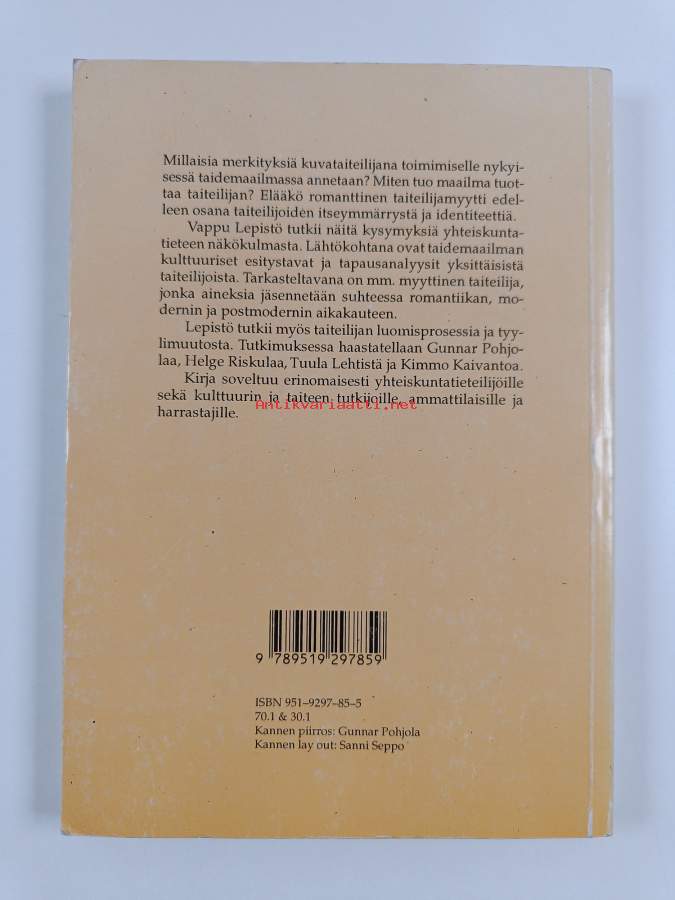 Millaisia merkityksiä kuvataiteilijana toimimiselle nykyi-
sessä taidemaailmassa annetaan? Miten tuo maailma tuot-
taa taiteilijan? Elääkö romanttinen taiteilijamyytti edel-
leen osana taiteilijoiden itseymmärrystä ja identiteettiä.
Vappu Lepistö tutkii näitä kysymyksiä yhteiskunta-
tieteen näkökulmasta. Lähtökohtana ovat taidemaailman
kulttuuriset esitystavat ja tapausanalyysit yksittäisistä
taiteilijoista. Tarkasteltavana on mm. myyttinen taiteilija,
jonka aineksia jäsennetään suhteessa romantiikan, mo-
dernin ja postmodernin aikakauteen.
Lepistö tutkii myös taiteilijan luomisprosessia ja tyy-
limuutosta. Tutkimuksessa haastatellaan Gunnar Pohjo-
laa, Helge Riskulaa, Tuula Lehtistä ja Kimmo Kaivantoa.
Kirja soveltuu erinomaisesti yhteiskuntatieteilijöille
sekä kulttuurin ja taiteen tutkijoille, ammattilaisille ja
harrastajille.
Antikvariaatti.net
9 789519 297859
ISBN 951–9297–85–5
70.1 & 30.1
Kannen piirros: Gunnar Pohjola
Kannen lay out: Sanni Seppo